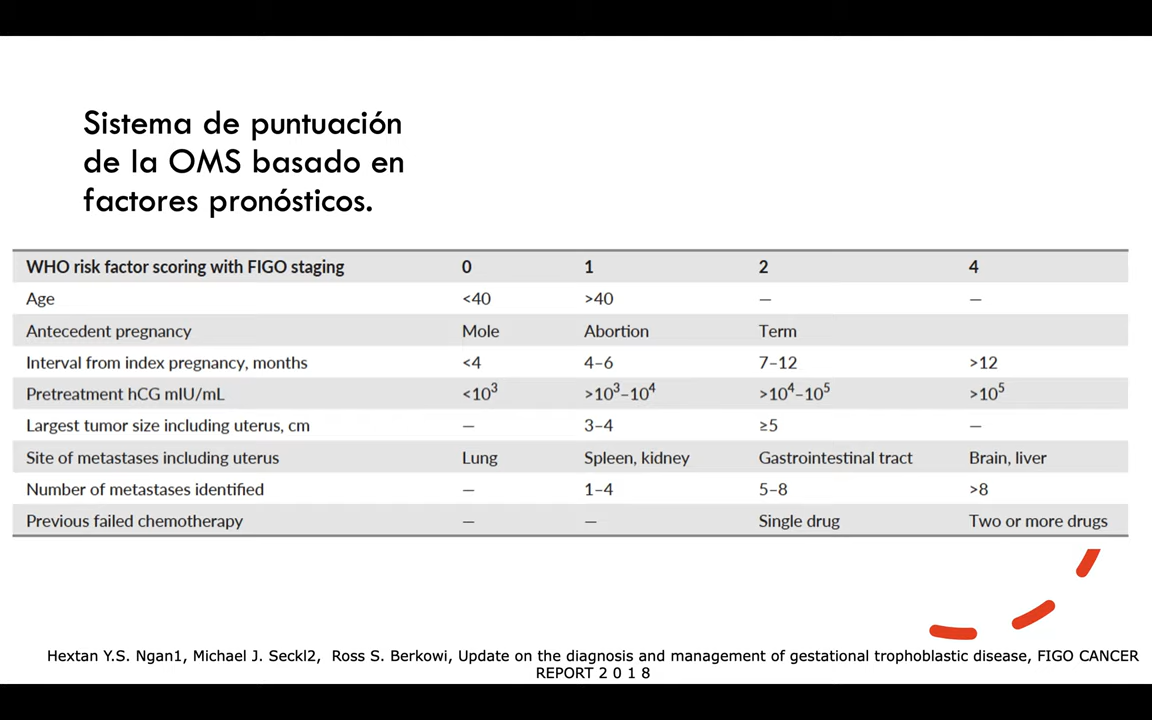 Sistema de puntuación
de la OMS basado en
factores pronósticos.
WHO risk factor scoring with FIGO staging 0 1 2 4
Age <40 >40 — —
Antecedent pregnancy Mole Abortion Term
Interval from index pregnancy, months <4 4–6 7–12 >12
Pretreatment hCG mIU/mL <10³ >10³–10⁴ >10⁴–10⁵ >10⁵
Largest tumor size including uterus, cm — 3–4 ≥5 —
Site of metastases including uterus Lung Spleen, kidney Gastrointestinal tract Brain, liver
Number of metastases identified — 1–4 5–8 >8
Previous failed chemotherapy — — Single drug Two or more drugs
Hextan Y.S. Ngan1, Michael J. Seckl2, Ross S. Berkowi, Update on the diagnosis and management of gestational trophoblastic disease, FIGO CANCER
REPORT 2 0 1 8